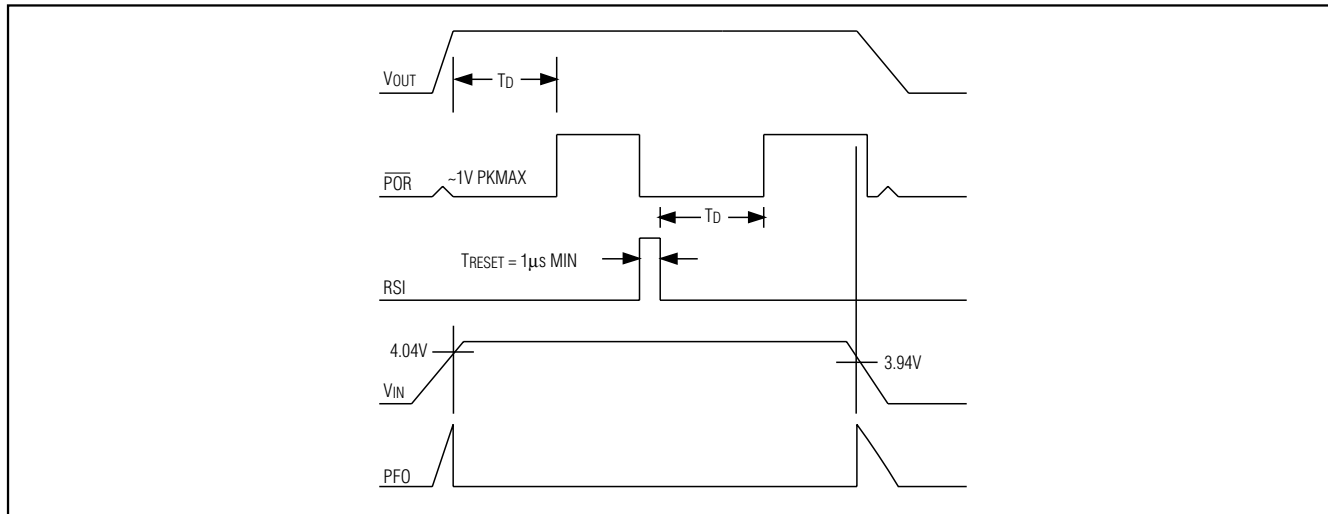 VOUT
TD
POR
~1V PKMAX
TD
TRESET = 1µs MIN
RSI
4.04V
3.94V
VIN
PFO